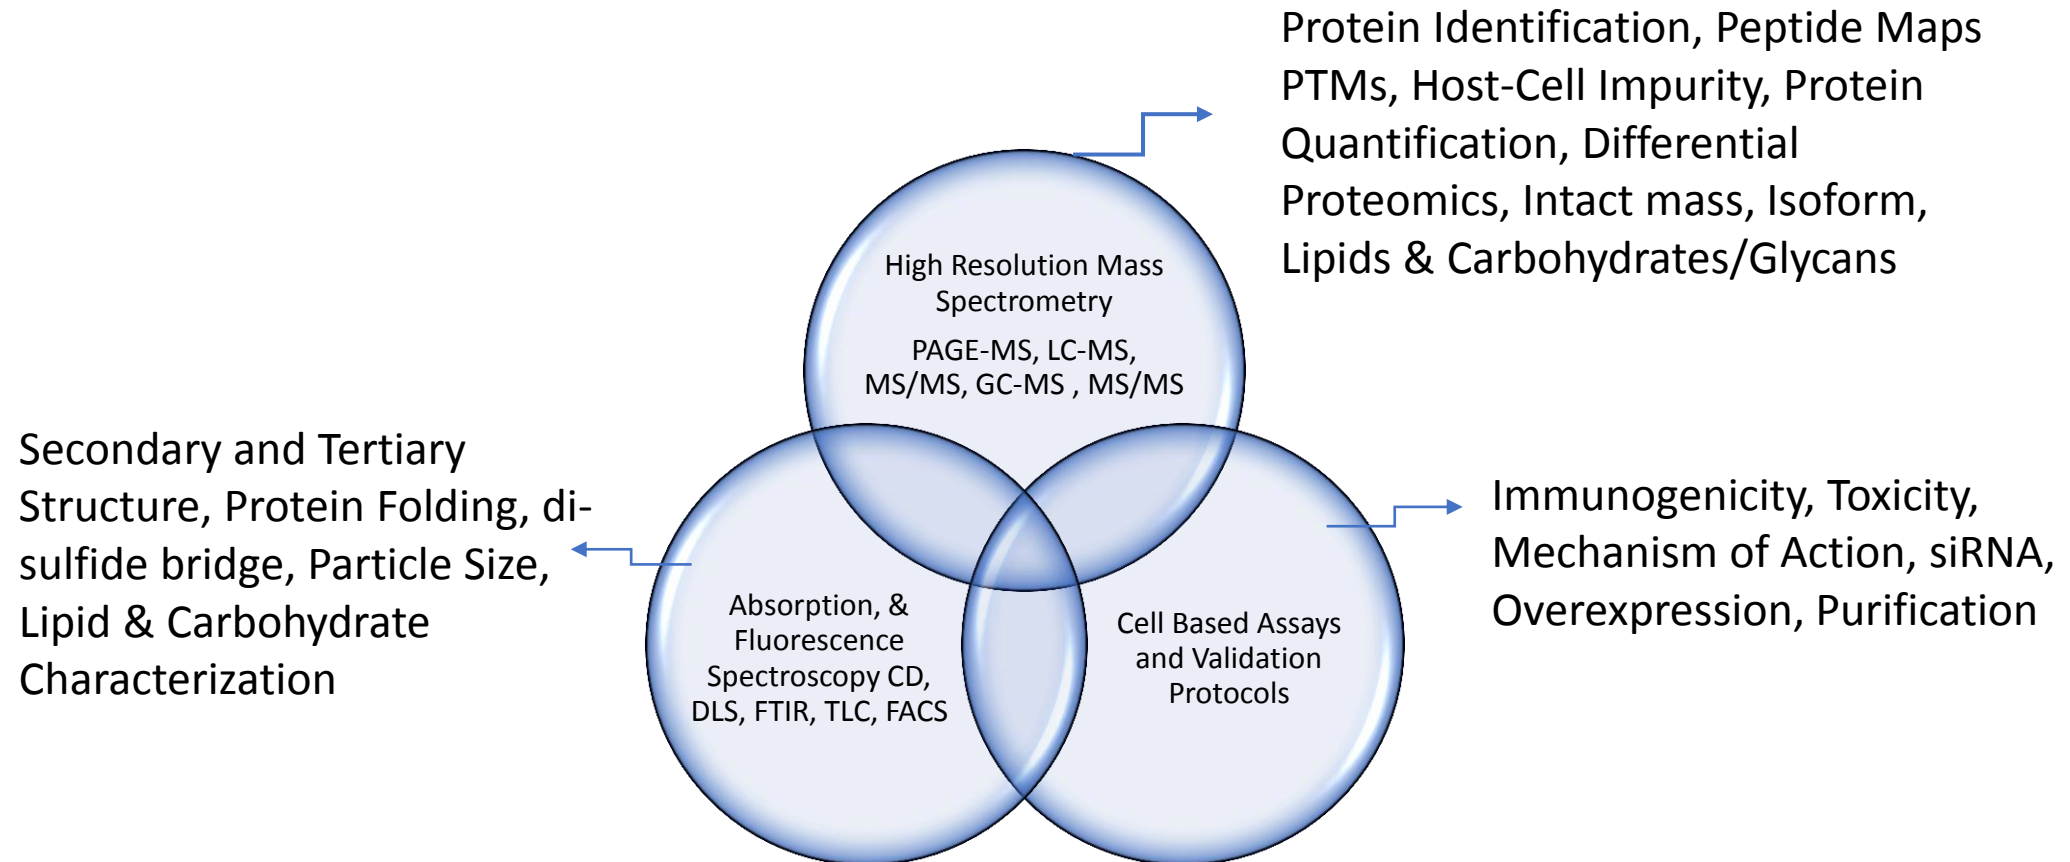 Protein Identification, Peptide Maps
PTMs, Host-Cell Impurity, Protein
Quantification, Differential
Proteomics, Intact mass, Isoform,
Lipids & Carbohydrates/Glycans
High Resolution Mass
Spectrometry
PAGE-MS, LC-MS,
MS/MS, GC-MS , MS/MS
Secondary and Tertiary
Structure, Protein Folding, di-
sulfide bridge, Particle Size,
Lipid & Carbohydrate
Characterization
Absorption, &
Fluorescence
Spectroscopy CD,
DLS, FTIR, TLC, FACS
Cell Based Assays
and Validation
Protocols
Immunogenicity, Toxicity,
Mechanism of Action, siRNA,
Overexpression, Purification